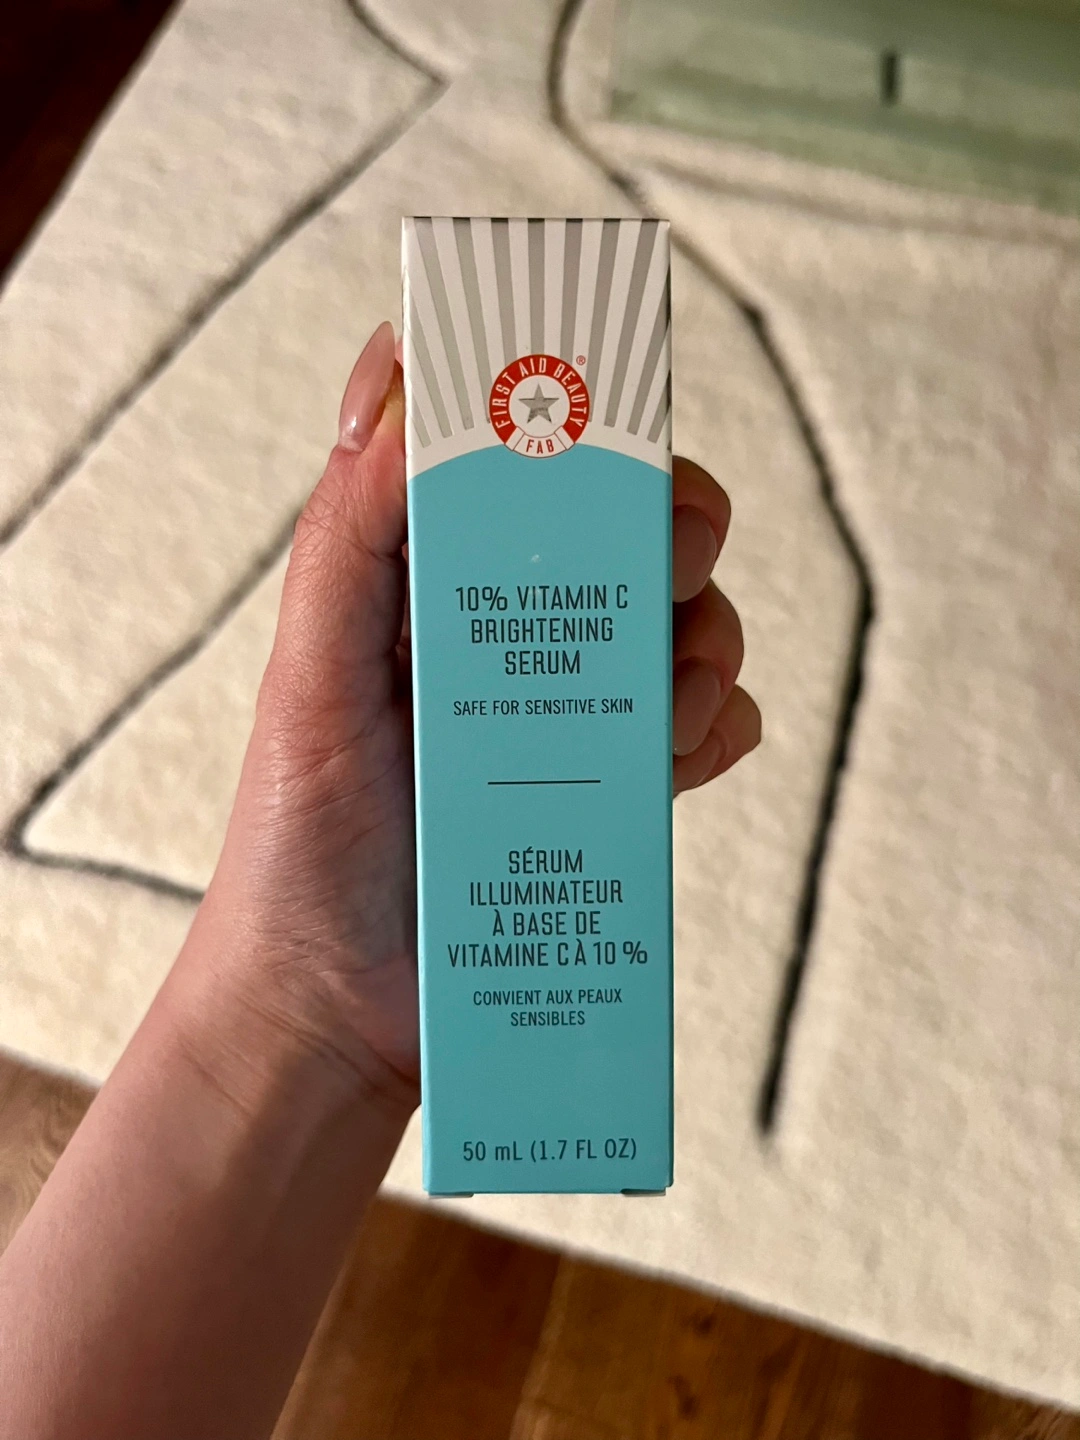 FIRST AID BEAUTY
®
FAB
10% VITAMIN C
BRIGHTENING
SERUM
SAFE FOR SENSITIVE SKIN
SÉRUM
ILLUMINATEUR
À BASE DE
VITAMINE C À 10 %
CONVIENT AUX PEAUX
SENSIBLES
50 mL (1.7 FL OZ)